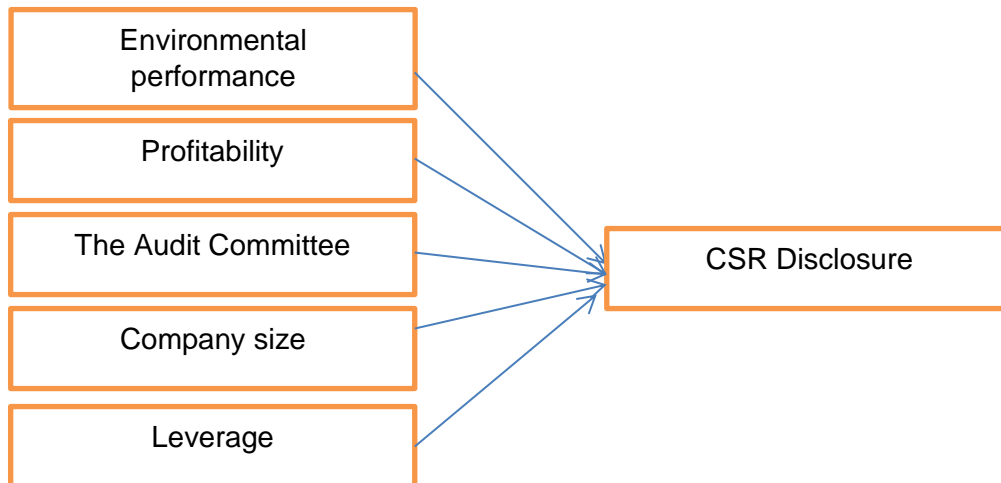 Environmental
performance
Profitability
The Audit Committee
CSR Disclosure
Company size
Leverage